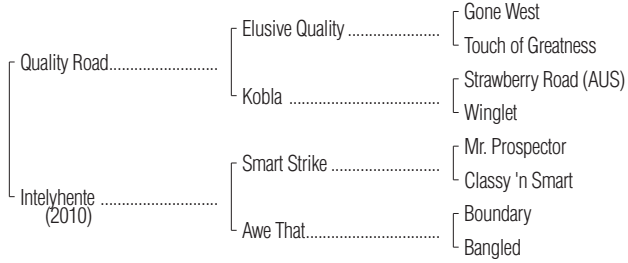 Gone West
Elusive Quality ....................
Touch of Greatness
Quality Road........................
Strawberry Road (AUS)
Kobla .................................
Winglet
Mr. Prospector
Smart Strike ........................
Classy 'n Smart
Intelyhente ..........................
(2010)
Boundary
Awe That.............................
Bangled